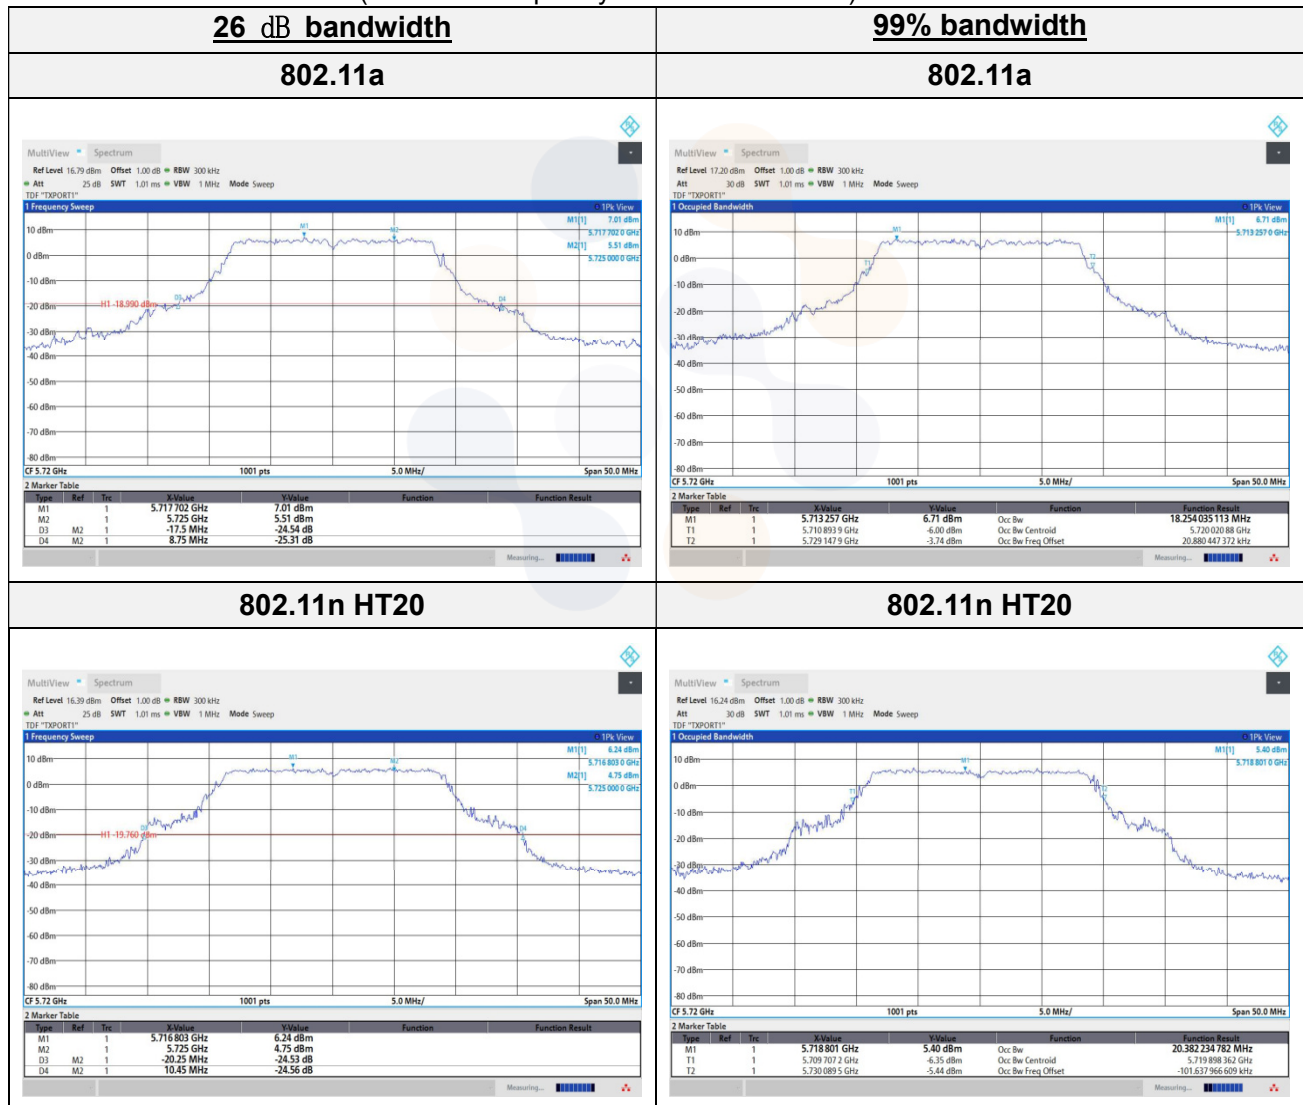 26 dB bandwidth
99% bandwidth
802.11a
802.11a
MultiView Spectrum
Ref Level 16.79 dBm Offset 1.00 dB RBW 300 kHz
Att 25 dB SWT 1.01 ms VBW 1 MHz Mode Sweep
TDF "TXPORT1"
1 Frequency Sweep 1Pk View
M1[1] 7.01 dBm
5.717 702 0 GHz
M2[1] 5.51 dBm
5.725 000 0 GHz
M1
M2
10 dBm
0 dBm
-10 dBm
-20 dBm
H1 -18.990 dBm
D3
D4
-30 dBm
-40 dBm
-50 dBm
-60 dBm
-70 dBm
-80 dBm
CF 5.72 GHz 1001 pts 5.0 MHz/ Span 50.0 MHz
2 Marker Table
Type Ref Trc X-Value Y-Value Function Function Result
M1 1 5.717 702 GHz 7.01 dBm
M2 1 5.725 GHz 5.51 dBm
D3 M2 1 -17.5 MHz -24.54 dB
D4 M2 1 8.75 MHz -25.31 dB
Measuring...
MultiView Spectrum
Ref Level 17.20 dBm Offset 1.00 dB RBW 300 kHz
Att 30 dB SWT 1.01 ms VBW 1 MHz Mode Sweep
TDF "TXPORT1"
1 Occupied Bandwidth 1Pk View
M1[1] 6.71 dBm
5.713 257 0 GHz
M1
10 dBm
0 dBm
T1
T2
-10 dBm
-20 dBm
-30 dBm
-40 dBm
-50 dBm
-60 dBm
-70 dBm
-80 dBm
CF 5.72 GHz 1001 pts 5.0 MHz/ Span 50.0 MHz
2 Marker Table
Type Ref Trc X-Value Y-Value Function Function Result
M1 1 5.713 257 GHz 6.71 dBm Occ Bw 18.254 035 113 MHz
T1 1 5.710 893 9 GHz -6.00 dBm Occ Bw Centroid 5.720 020 88 GHz
T2 1 5.729 147 9 GHz -3.74 dBm Occ Bw Freq Offset 20.880 447 372 kHz
Measuring...
802.11n HT20
802.11n HT20
MultiView Spectrum
Ref Level 16.39 dBm Offset 1.00 dB RBW 300 kHz
Att 25 dB SWT 1.01 ms VBW 1 MHz Mode Sweep
TDF "TXPORT1"
1 Frequency Sweep 1Pk View
M1[1] 6.24 dBm
5.716 803 0 GHz
M2[1] 4.75 dBm
5.725 000 0 GHz
M1
M2
10 dBm
0 dBm
-10 dBm
-20 dBm
H1 -19.760 dBm
D3
D4
-30 dBm
-40 dBm
-50 dBm
-60 dBm
-70 dBm
-80 dBm
CF 5.72 GHz 1001 pts 5.0 MHz/ Span 50.0 MHz
2 Marker Table
Type Ref Trc X-Value Y-Value Function Function Result
M1 1 5.716 803 GHz 6.24 dBm
M2 1 5.725 GHz 4.75 dBm
D3 M2 1 -20.25 MHz -24.53 dB
D4 M2 1 10.45 MHz -24.56 dB
Measuring...
MultiView Spectrum
Ref Level 16.24 dBm Offset 1.00 dB RBW 300 kHz
Att 30 dB SWT 1.01 ms VBW 1 MHz Mode Sweep
TDF "TXPORT1"
1 Occupied Bandwidth 1Pk View
M1[1] 5.40 dBm
5.718 801 0 GHz
M1
10 dBm
0 dBm
T1
T2
-10 dBm
-20 dBm
-30 dBm
-40 dBm
-50 dBm
-60 dBm
-70 dBm
-80 dBm
CF 5.72 GHz 1001 pts 5.0 MHz/ Span 50.0 MHz
2 Marker Table
Type Ref Trc X-Value Y-Value Function Function Result
M1 1 5.718 801 GHz 5.40 dBm Occ Bw 20.382 234 782 MHz
T1 1 5.709 707 2 GHz -6.35 dBm Occ Bw Centroid 5.719 898 362 GHz
T2 1 5.730 089 5 GHz -5.44 dBm Occ Bw Freq Offset -101.637 966 609 kHz
Measuring...